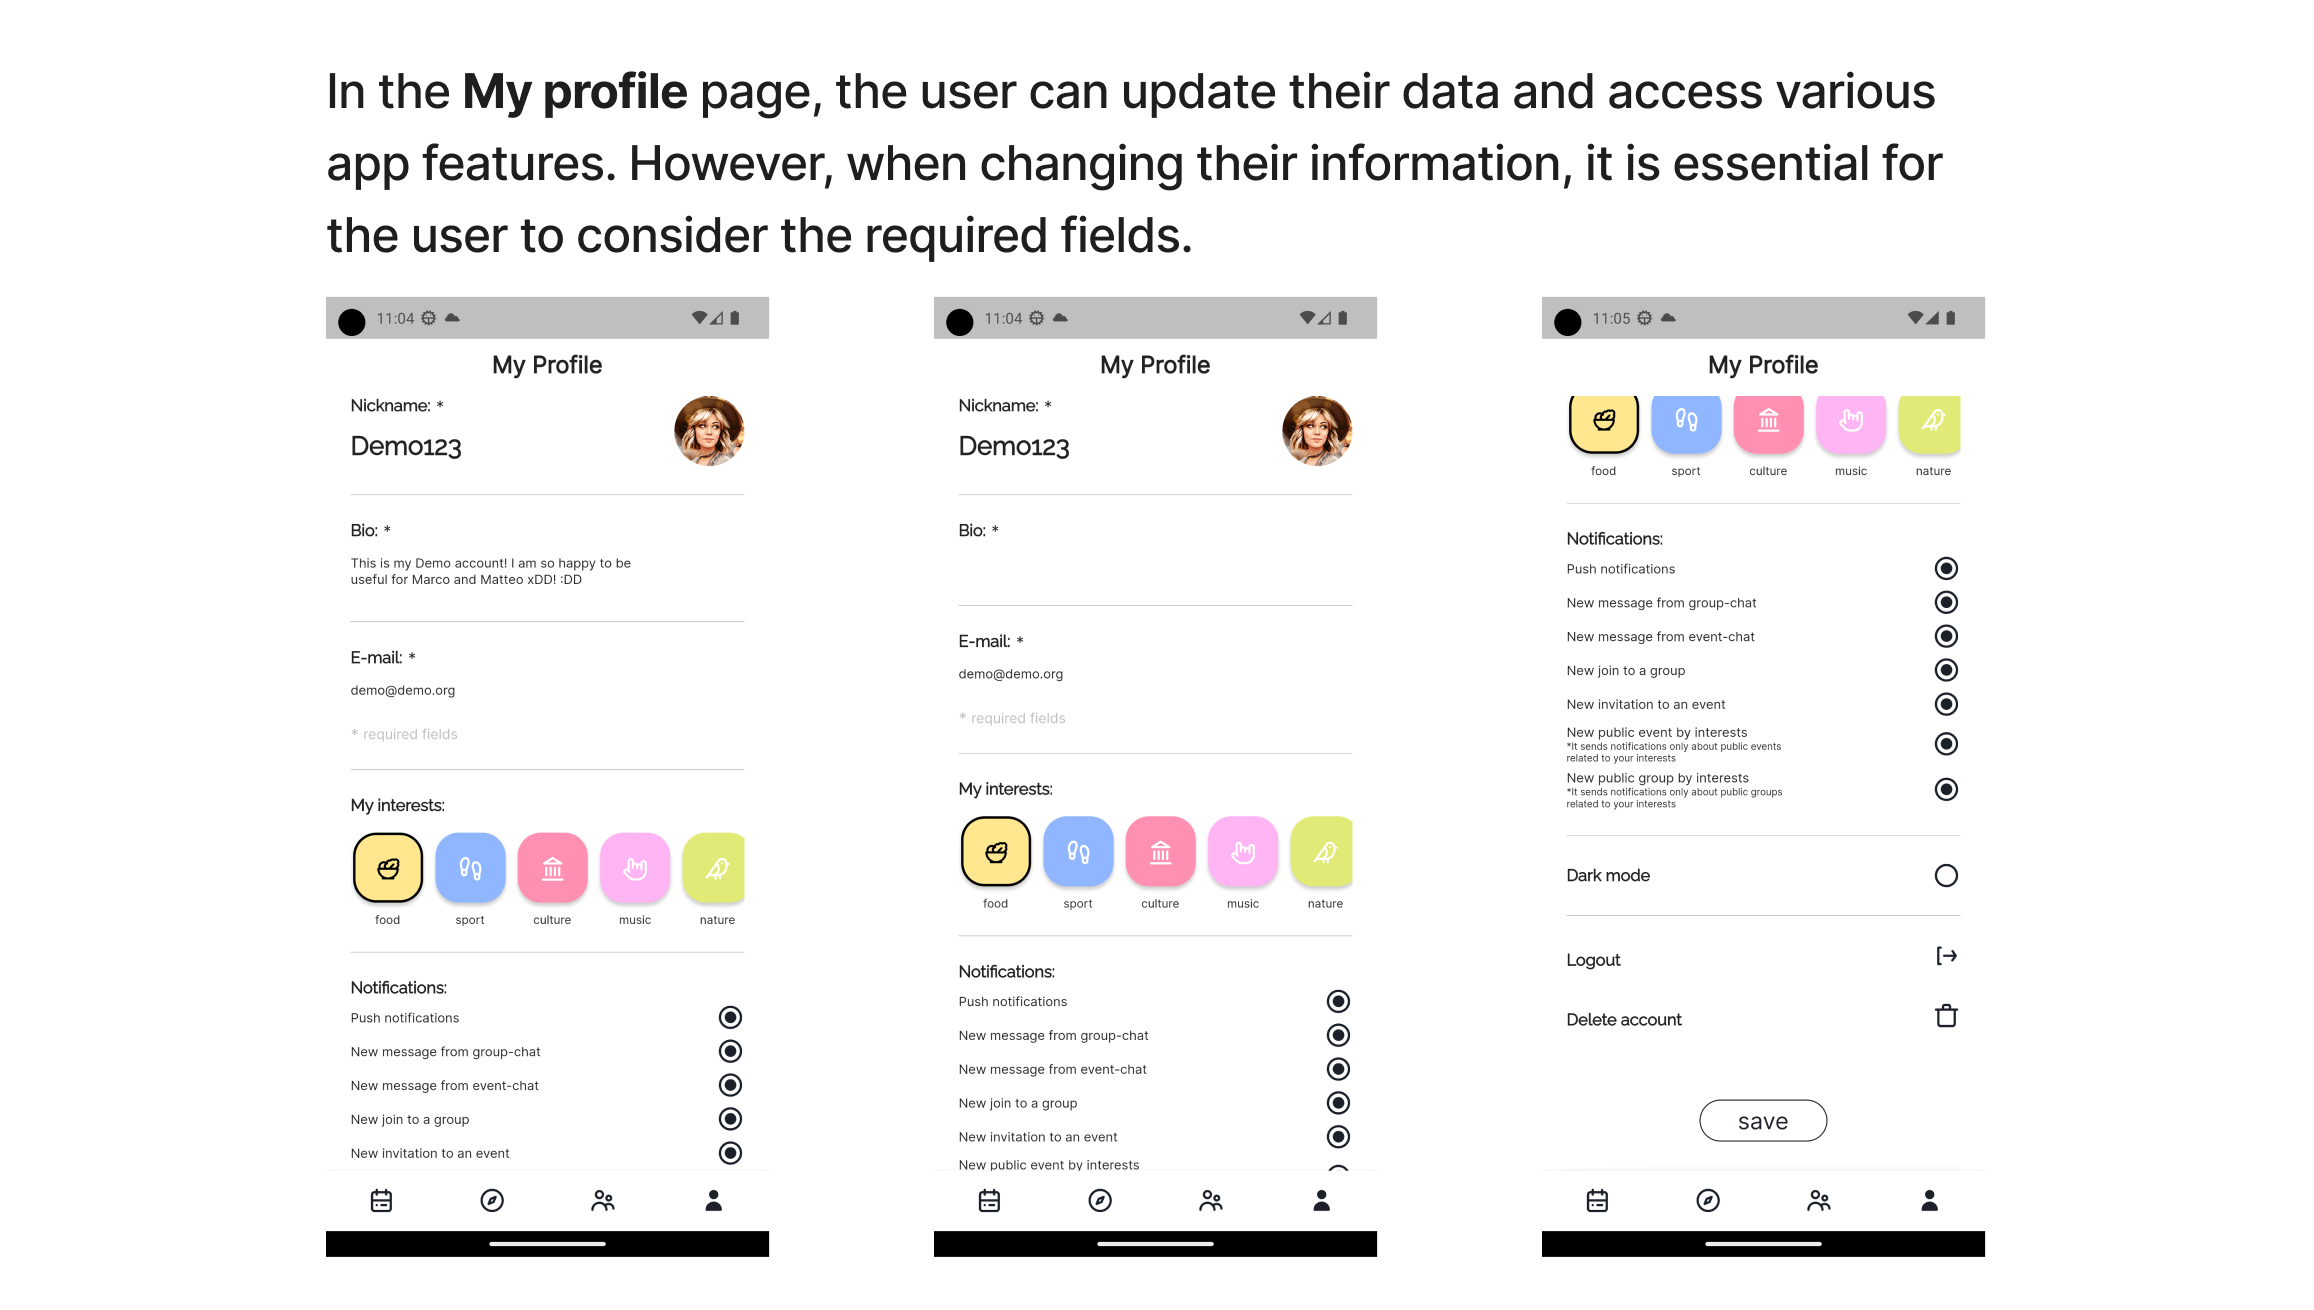 In the My profile page, the user can update their data and access various
app features. However, when changing their information, it is essential for
the user to consider the required fields.
11:04
My Profile
Nickname: *
Demo123
Bio: *
This is my Demo account! I am so happy to be
useful for Marco and Matteo xDD! :DD
E-mail: *
demo@demo.org
* required fields
My interests:
food sport culture music nature
Notifications:
Push notifications
New message from group-chat
New message from event-chat
New join to a group
New invitation to an event
11:04
My Profile
Nickname: *
Demo123
Bio: *
E-mail: *
demo@demo.org
* required fields
My interests:
food sport culture music nature
Notifications:
Push notifications
New message from group-chat
New message from event-chat
New join to a group
New invitation to an event
New public event by interests
11:05
My Profile
food sport culture music nature
Notifications:
Push notifications
New message from group-chat
New message from event-chat
New join to a group
New invitation to an event
New public event by interests
*It sends notifications only about public events
related to your interests
New public group by interests
*It sends notifications only about public groups
related to your interests
Dark mode
Logout
Delete account
save